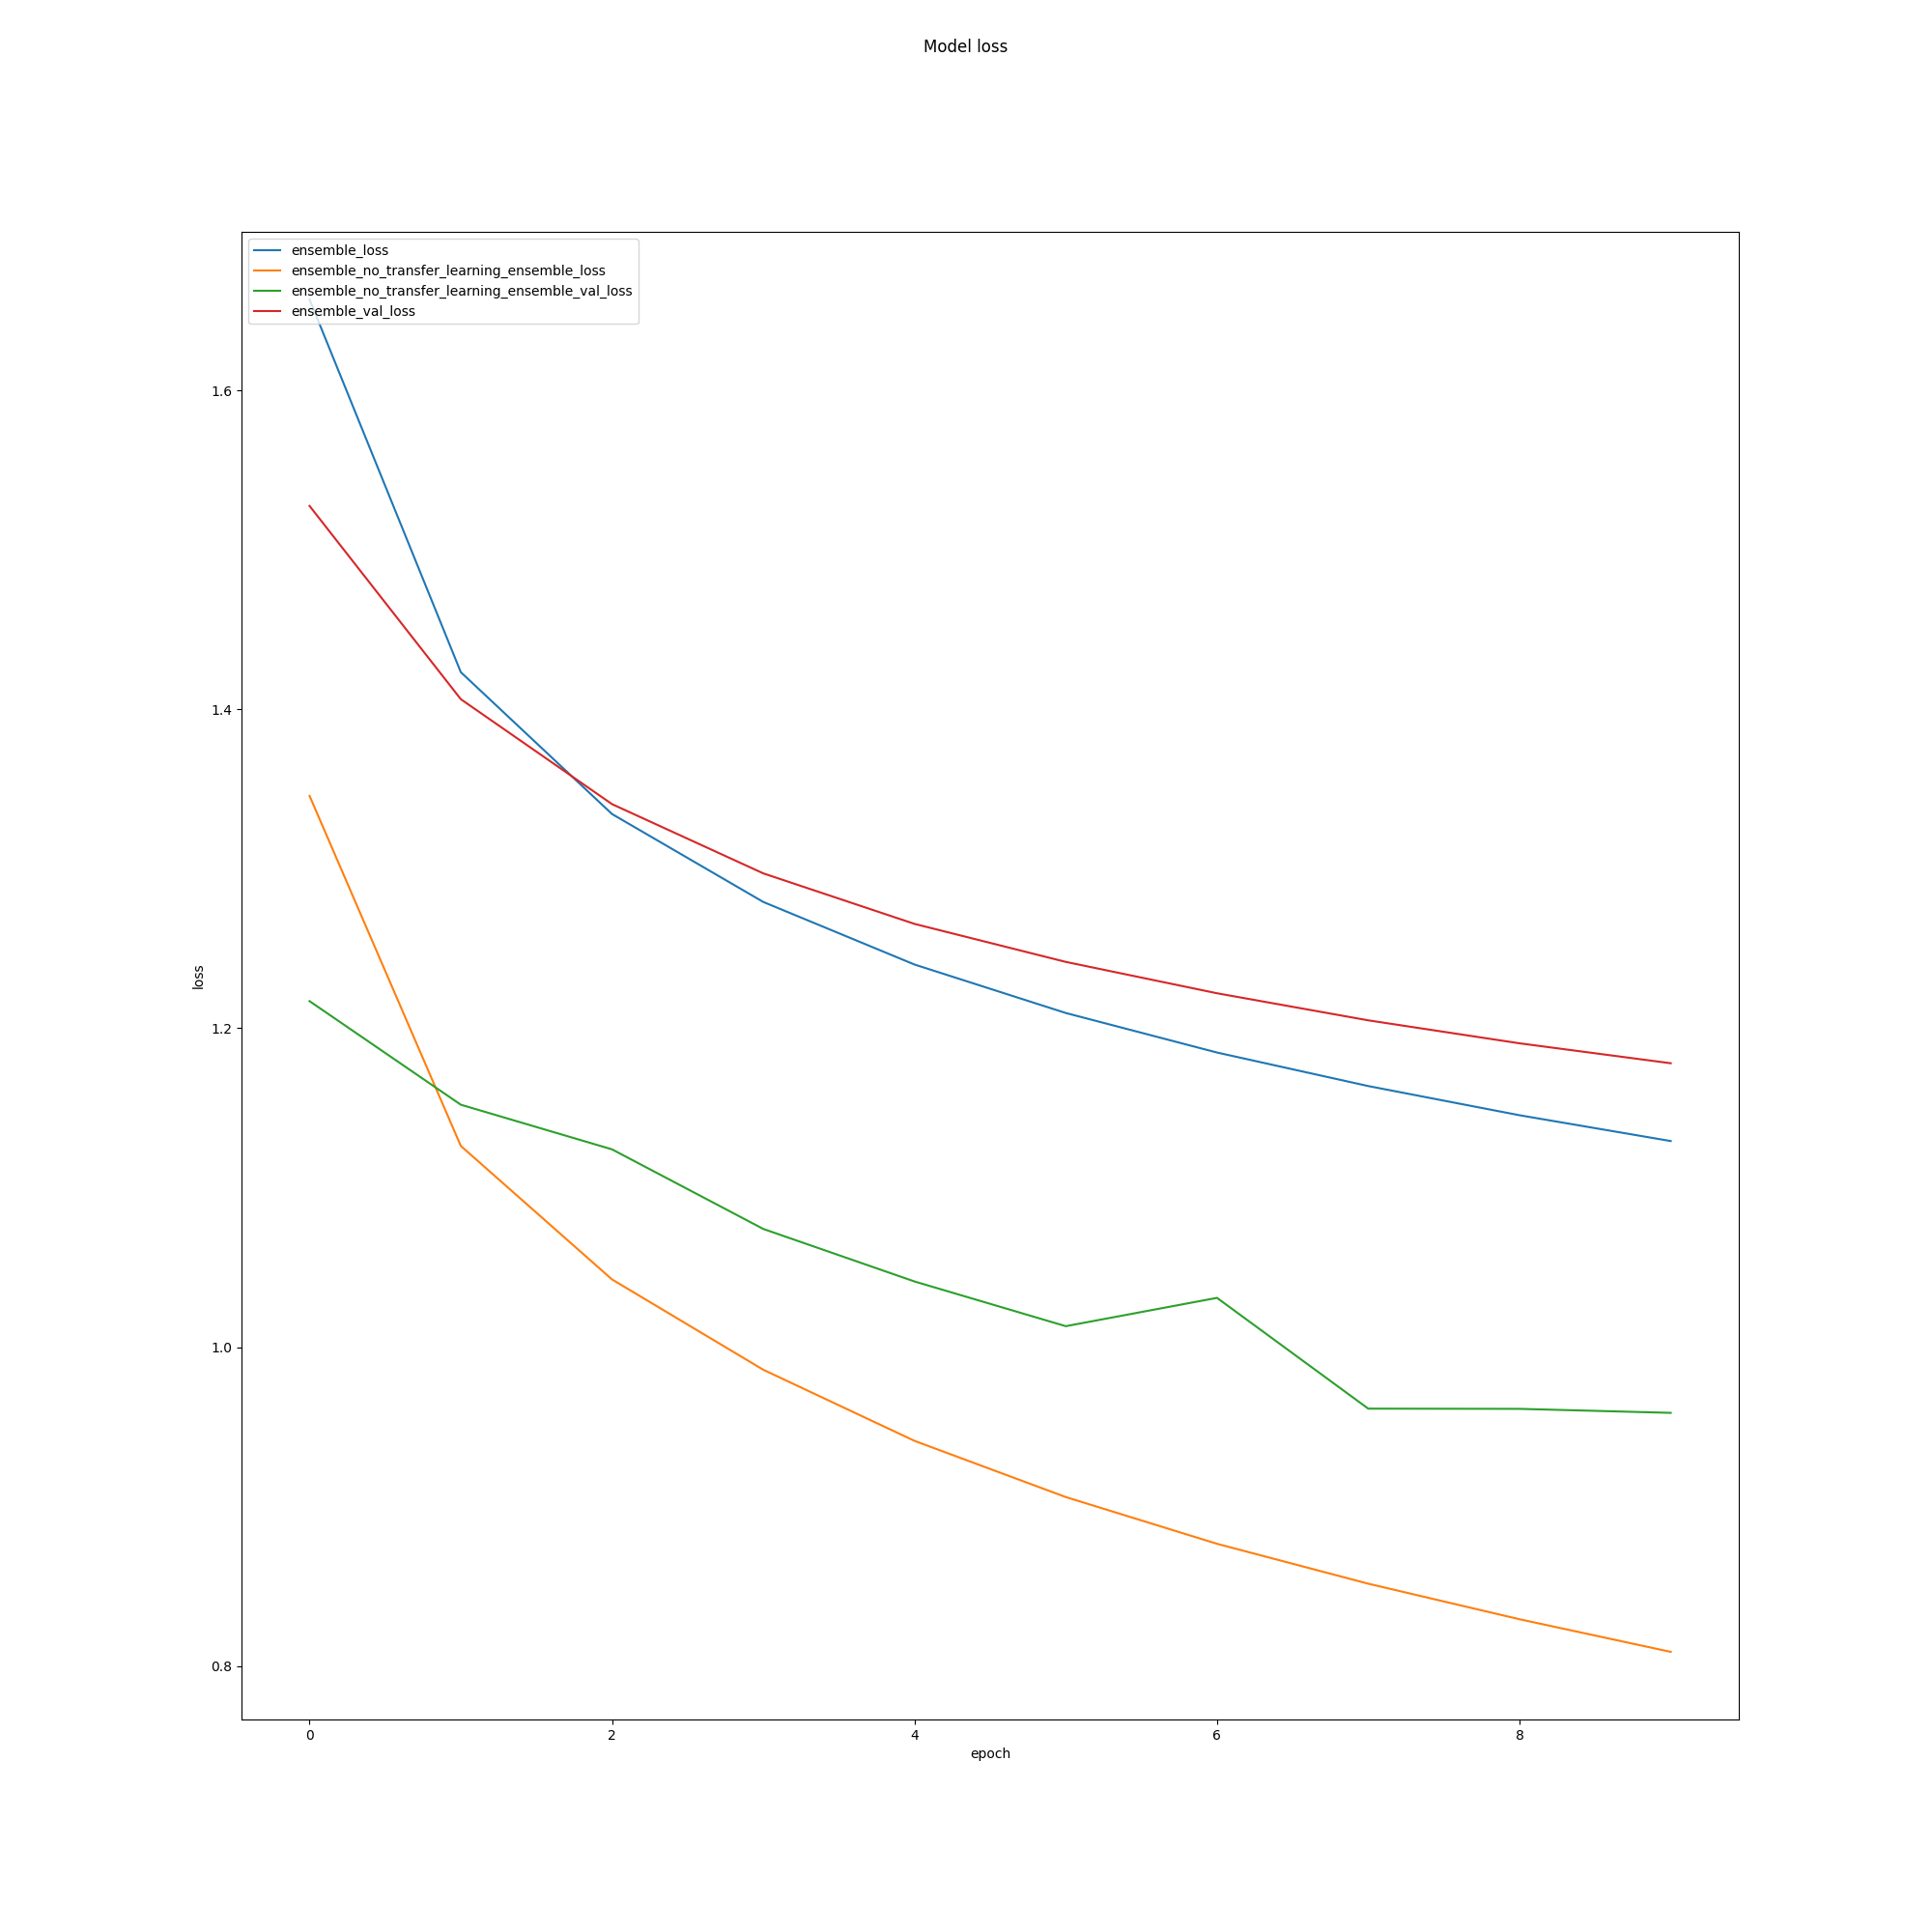 Model loss
ensemble_loss
ensemble_no_transfer_learning_ensemble_loss
ensemble_no_transfer_learning_ensemble_val_loss
ensemble_val_loss
1.6
1.4
1.2
1.0
0.8
loss
0 2 4 6 8
epoch